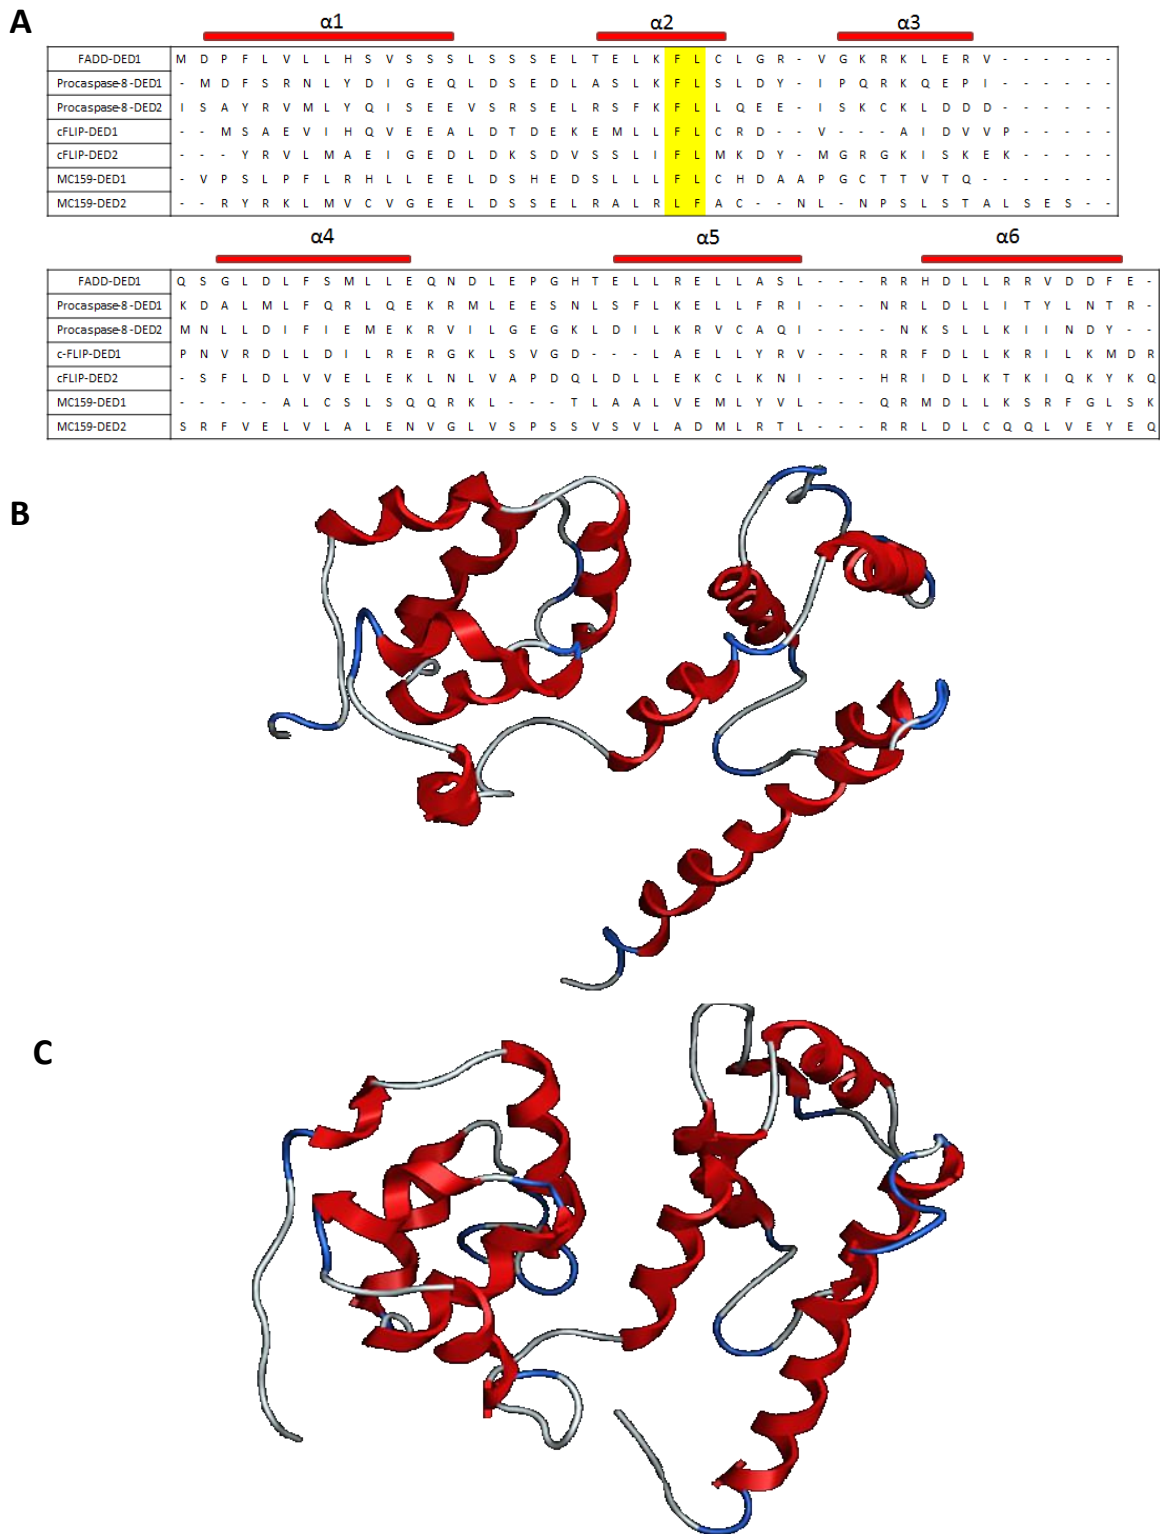 A
α1 α2 α3
FADD-DED1 M D P F L V L L H S V S S S L S S S E L T E L K F L C L G R - V G K R K L E R V - - - - - -
Procaspase-8-DED1 - M D F S R N L Y D I G E Q L D S E D L A S L K F L S L D Y - I P Q R K Q E P I - - - - - -
Procaspase-8-DED2 I S A Y R V M L Y Q I S E E V S R S E L R S F K F L L Q E E - I S K C K L D D D - - - - - -
cFLIP-DED1 - - M S A E V I H Q V E E A L D T D E K E M L L F L C R D - - V - - - A I D V V P - - - - - -
cFLIP-DED2 - - - Y R V L M A E I G E D L D K S D V S S L I F L M K D Y - M G R G K I S K E K - - - - - -
MC159-DED1 - V P S L P F L R H L L E E L D S H E D S L L L F L C H D A A P G C T T V T Q - - - - - - -
MC159-DED2 - - R Y R K L M V C V G E E L D S S E L R A L R L F A C - - N L - N P S L S T A L S E S - -
α4 α5 α6
FADD-DED1 Q S G L D L F S M L L E Q N D L E P G H T E L L R E L L A S L - - - R R H D L L R R V D D F E -
Procaspase-8-DED1 K D A L M L F Q R L Q E K R M L E E S N L S F L K E L L F R I - - - N R L D L L I T Y L N T R -
Procaspase-8-DED2 M N L L D I F I E M E K R V I L G E G K L D I L K R V C A Q I - - - N K S L L K I I N D Y - -
c-FLIP-DED1 P N V R D L L D I L R E R G K L S V G D - - - L A E L L Y R V - - - R R F D L L K R I L K M D R
cFLIP-DED2 - S F L D L V V E L E K L N L V A P D Q L D L L E K C L K N I - - - H R I D L K T K I Q K Y K Q
MC159-DED1 - - - - - A L C S L S Q Q R K L - - - T L A A L V E M L Y V L - - - Q R M D L L K S R F G L S K
MC159-DED2 S R F V E L V L A L E N V G L V S P S S V S V L A D M L R T L - - - R R L D L C Q Q L V E Y E Q
B
C